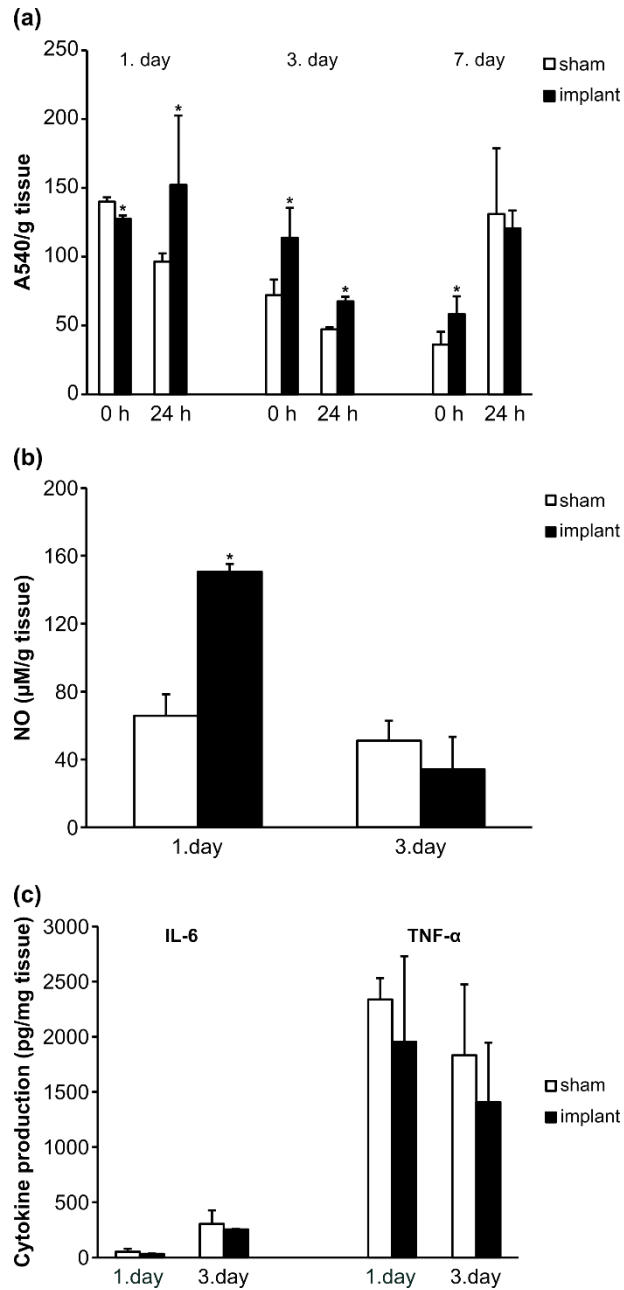 (a)
1. day 3. day 7. day
sham
implant
A540/g tissue
250
200
150
100
50
0
* * * * *
0 h 24 h 0 h 24 h 0 h 24 h
(b)
sham
implant
NO (µM/g tissue)
200
160
120
80
40
0
*
1.day 3.day
(c)
IL-6 TNF-α
sham
implant
Cytokine production (pg/mg tissue)
3000
2500
2000
1500
1000
500
0
1.day 3.day 1.day 3.day